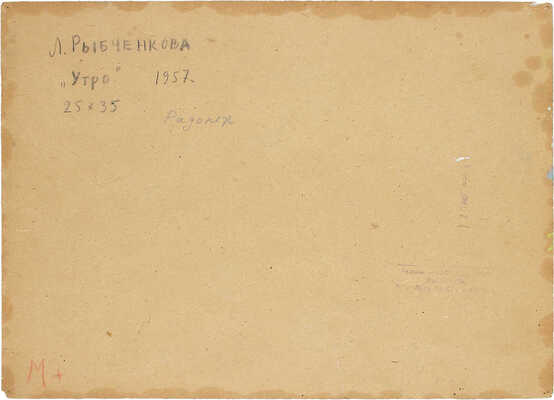 Л. РЫБЧЕНКОВА
„Утро" 1957.
25 x 35
Радонеж
М +